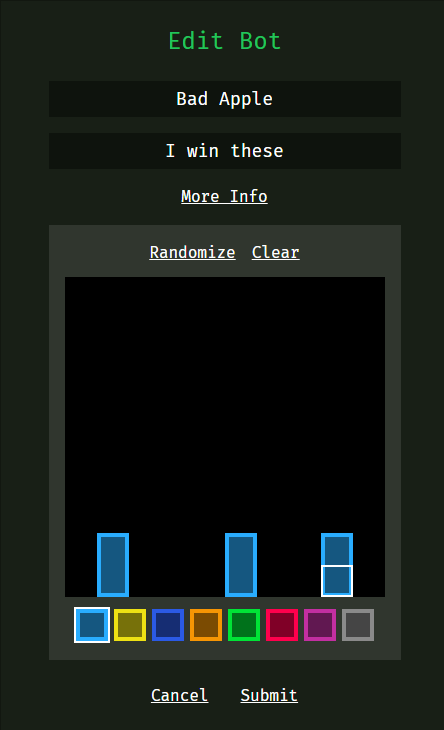 Edit Bot
Bad Apple
I win these
More Info
Randomize Clear
Cancel Submit